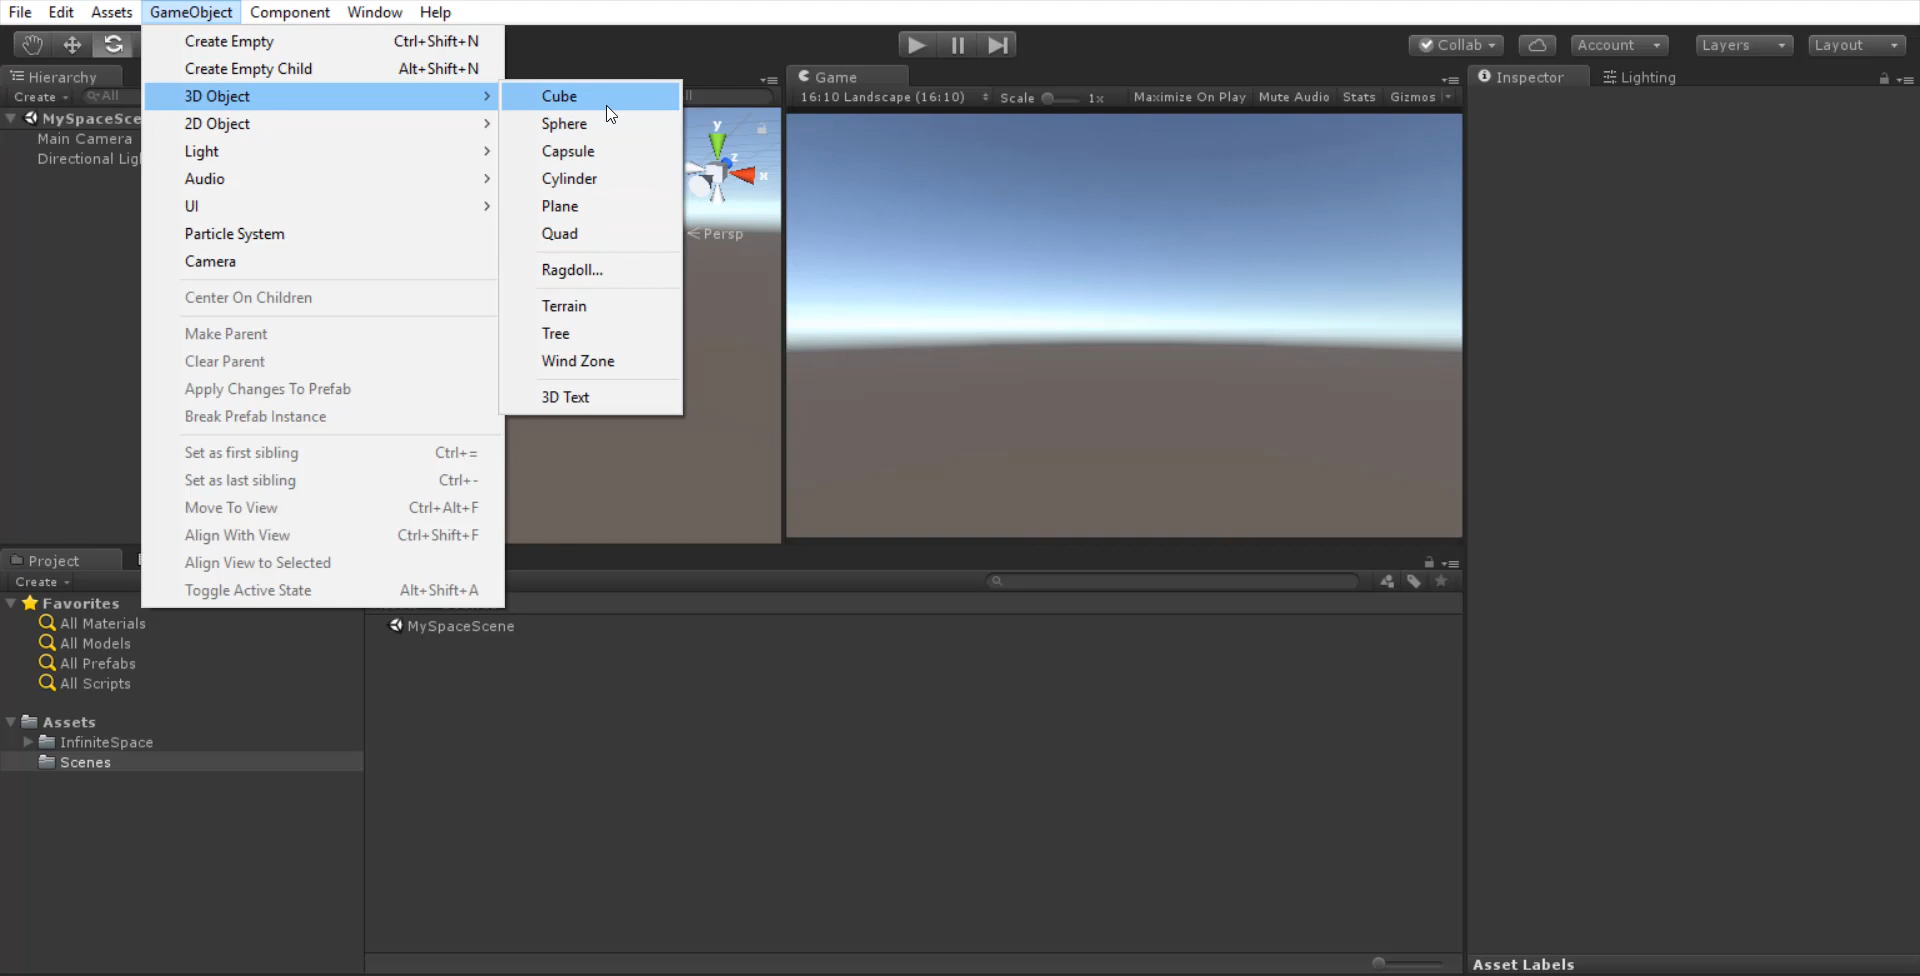 File Edit Assets GameObject Component Window Help
Collab Account Layers Layout
Hierarchy
Create All
MySpaceSce
Main Camera
Directional Ligh
Create Empty Ctrl+Shift+N
Create Empty Child Alt+Shift+N
3D Object
2D Object
Light
Audio
UI
Particle System
Camera
Center On Children
Make Parent
Clear Parent
Apply Changes To Prefab
Break Prefab Instance
Set as first sibling Ctrl+=
Set as last sibling Ctrl+-
Move To View Ctrl+Alt+F
Align With View Ctrl+Shift+F
Align View to Selected
Toggle Active State Alt+Shift+A
Cube
Sphere
Capsule
Cylinder
Plane
Quad
Ragdoll...
Terrain
Tree
Wind Zone
3D Text
y
z
x
Persp
Game
16:10 Landscape (16:10) Scale 1x Maximize On Play Mute Audio Stats Gizmos
Inspector Lighting
Project
Create
Favorites
All Materials
All Models
All Prefabs
All Scripts
Assets
InfiniteSpace
Scenes
MySpaceScene
Asset Labels